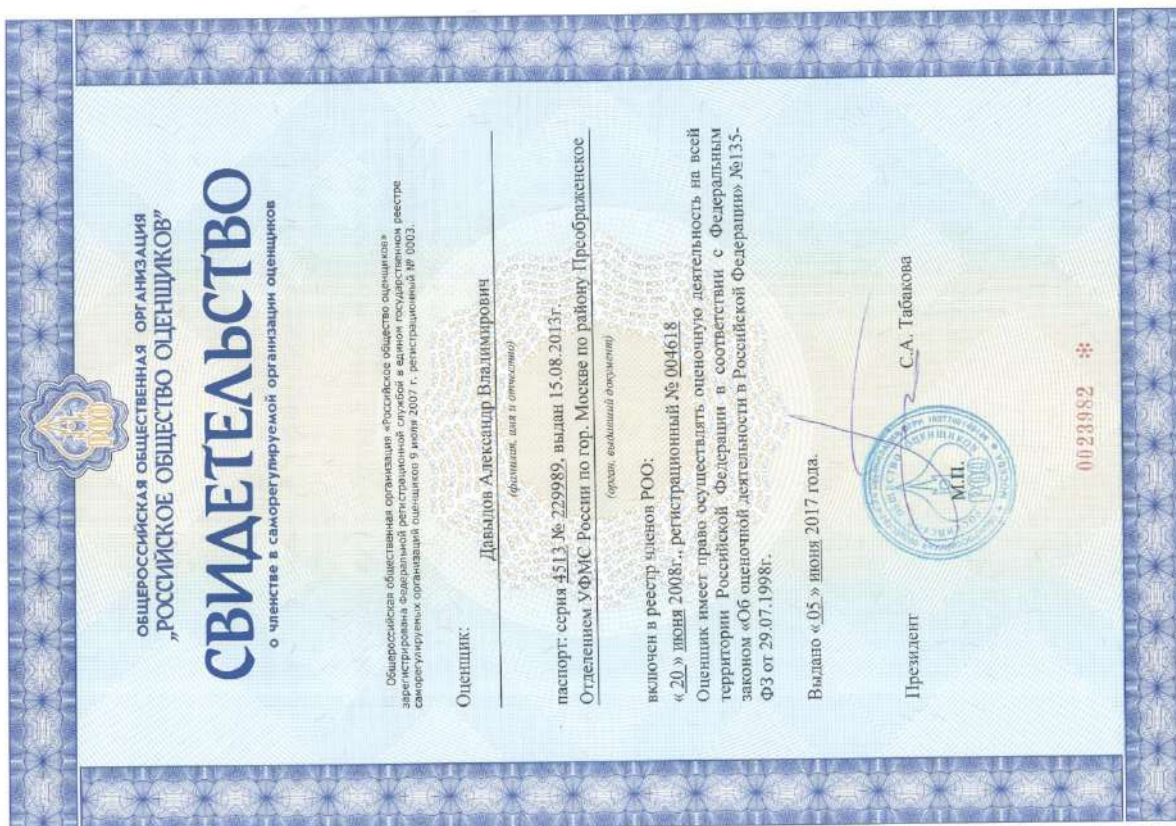 ОБЩЕРОССИЙСКАЯ ОБЩЕСТВЕННАЯ ОРГАНИЗАЦИЯ
„РОССИЙСКОЕ ОБЩЕСТВО ОЦЕНЩИКОВ”
СВИДЕТЕЛЬСТВО
о членстве в саморегулируемой организации оценщиков
Общероссийская общественная организация «Российское общество оценщиков»
зарегистрирована Федеральной регистрационной службой в едином государственном реестре
саморегулируемых организаций оценщиков 9 июля 2007 г. регистрационный № 0003.
Оценщик:
Давыдов Александр Владимирович
(фамилия, имя и отчество)
паспорт: серия 4513 № 229989, выдан 15.08.2013г.
Отделением УФМС России по гор. Москве по району Преображенское
(орган, выдавший документ)
включен в реестр членов РОО:
« 20 » июня 2008г., регистрационный № 004618
Оценщик имеет право осуществлять оценочную деятельность на всей
территории Российской Федерации в соответствии с Федеральным
законом «Об оценочной деятельности в Российской Федерации» №135-
ФЗ от 29.07.1998г.
Выдано « 05 » июня 2017 года.
Президент С.А. Табакова
М.П.
0023982 *